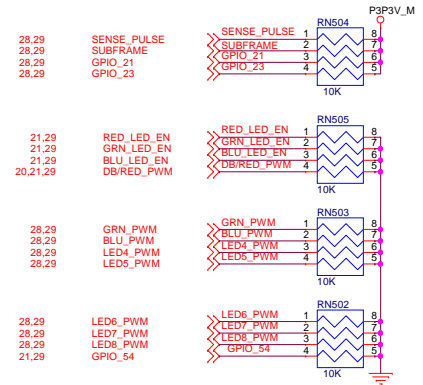 P3P3V_M
RN504
28,29 SENSE_PULSE SENSE_PULSE 1 8
28,29 SUBFRAME SUBFRAME 2 7
28,29 GPIO_21 GPIO_21 3 6
28,29 GPIO_23 GPIO_23 4 5
10K
RN505
21,29 RED_LED_EN RED_LED_EN 1 8
21,29 GRN_LED_EN GRN_LED_EN 2 7
21,29 BLU_LED_EN BLU_LED_EN 3 6
20,21,29 DB/RED_PWM DB/RED_PWM 4 5
10K
RN503
28,29 GRN_PWM GRN_PWM 1 8
28,29 BLU_PWM BLU_PWM 2 7
28,29 LED4_PWM LED4_PWM 3 6
28,29 LED5_PWM LED5_PWM 4 5
10K
RN502
28,29 LED6_PWM LED6_PWM 1 8
28,29 LED7_PWM LED7_PWM 2 7
28,29 LED8_PWM LED8_PWM 3 6
21,29 GPIO_54 GPIO_54 4 5
10K